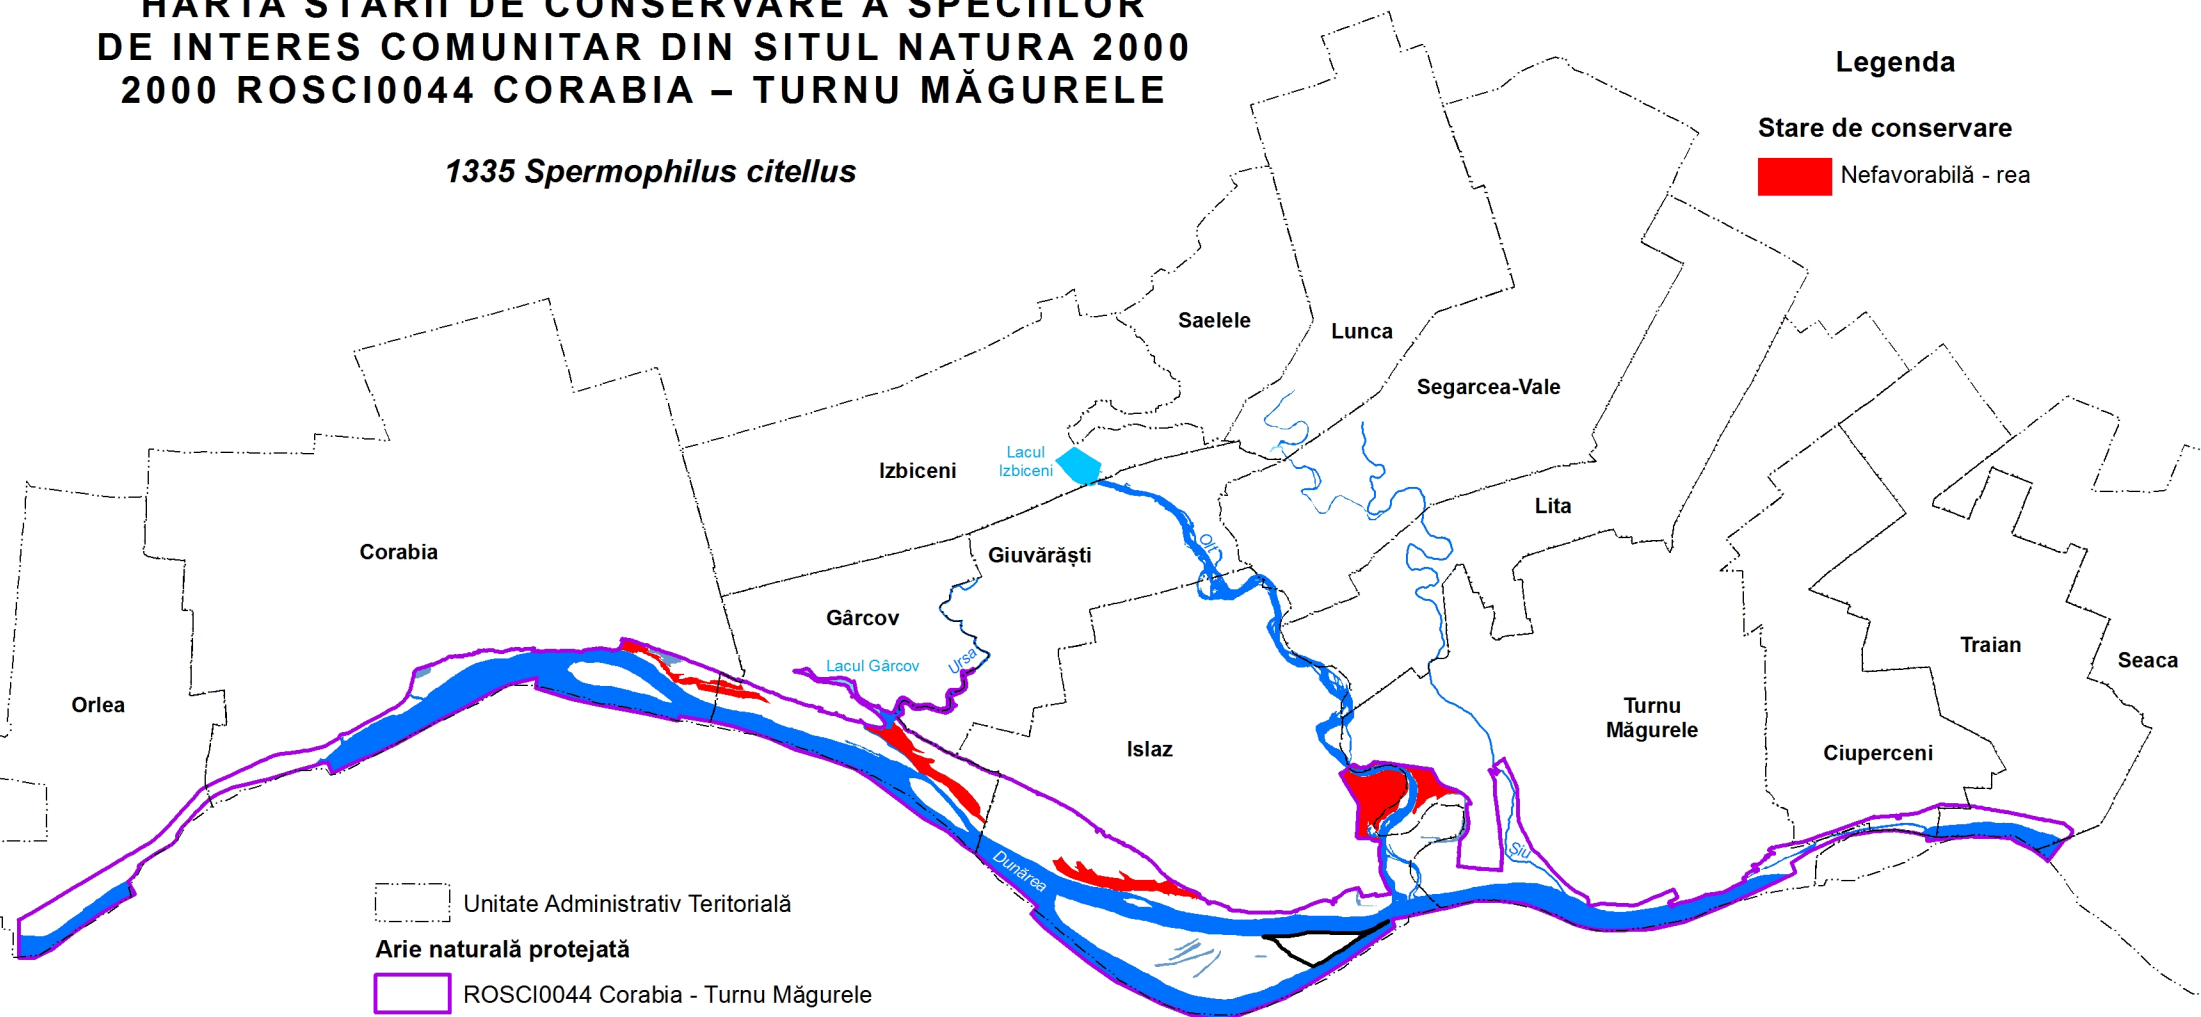 HARTA STĂRII DE CONSERVARE A SPECIILOR
DE INTERES COMUNITAR DIN SITUL NATURA 2000
2000 ROSCI0044 CORABIA – TURNU MĂGURELE
1335 Spermophilus citellus
Legenda
Stare de conservare
Nefavorabilă - rea
Saelele
Lunca
Segarcea-Vale
Izbiceni
Lacul
Izbiceni
Lita
Corabia
Giuvărăști
Olt
Gârcov
Lacul Gârcov
Ursa
Traian
Seaca
Orlea
Turnu
Măgurele
Islaz
Ciuperceni
Șiu
Dunărea
Unitate Administrativ Teritorială
Arie naturală protejată
ROSCI0044 Corabia - Turnu Măgurele